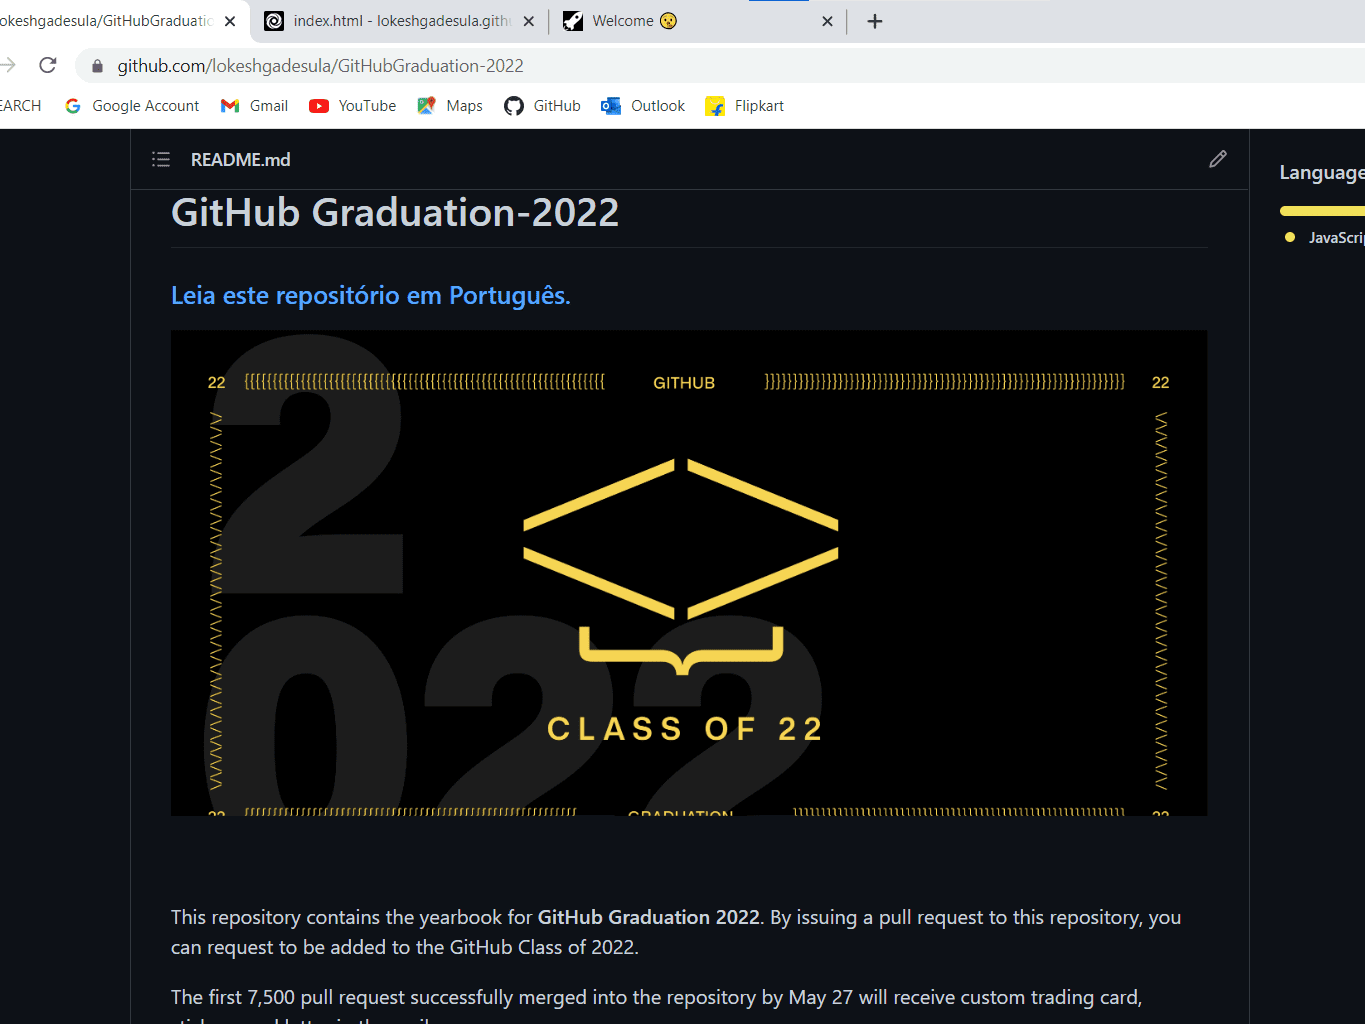 okeshgadesula/GitHubGraduatio
index.html - lokeshgadesula.gith
Welcome
github.com/lokeshgadesula/GitHubGraduation-2022
EARCH
Google Account
Gmail
YouTube
Maps
GitHub
Outlook
Flipkart
README.md
Language
JavaScri
GitHub Graduation-2022
Leia este repositório em Português.
22 GITHUB 22
CLASS OF 22
2022
22 GRADUATION 22
This repository contains the yearbook for GitHub Graduation 2022. By issuing a pull request to this repository, you
can request to be added to the GitHub Class of 2022.
The first 7,500 pull request successfully merged into the repository by May 27 will receive custom trading card,